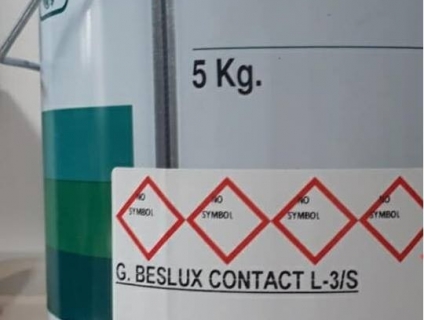 5 Kg.
NO NO NO NO
SYMBOL SYMBOL SYMBOL SYMBOL
G. BESLUX CONTACT L-3/S